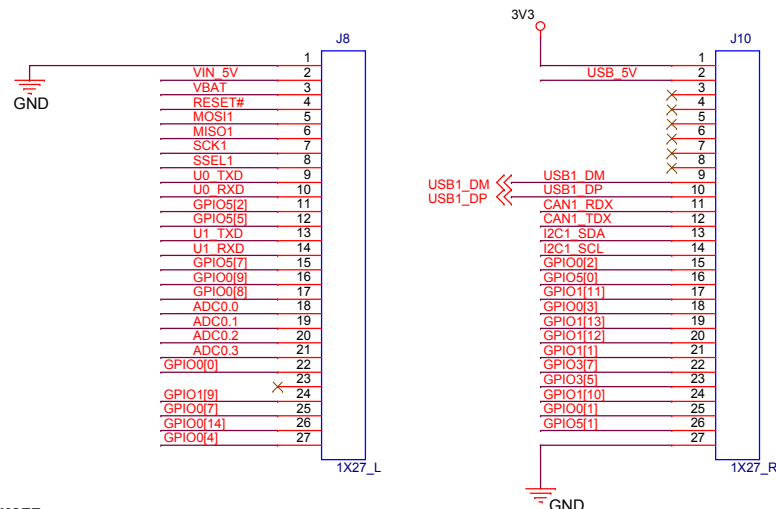 J8
1
GND
VIN_5V 2
VBAT 3
RESET# 4
MOSI1 5
MISO1 6
SCK1 7
SSEL1 8
U0_TXD 9
U0_RXD 10
GPIO5[2] 11
GPIO5[5] 12
U1_TXD 13
U1_RXD 14
GPIO5[7] 15
GPIO0[9] 16
GPIO0[8] 17
ADC0.0 18
ADC0.1 19
ADC0.2 20
ADC0.3 21
GPIO0[0] 22
23
GPIO1[9] 24
GPIO0[7] 25
GPIO0[14] 26
GPIO0[4] 27
1X27_L
3V3
J10
1
USB_5V 2
3
4
5
6
7
8
USB1_DM USB1_DM 9
USB1_DP USB1_DP 10
CAN1_RDX 11
CAN1_TDX 12
I2C1_SDA 13
I2C1_SCL 14
GPIO0[2] 15
GPIO5[0] 16
GPIO1[11] 17
GPIO0[3] 18
GPIO1[13] 19
GPIO1[12] 20
GPIO1[1] 21
GPIO3[7] 22
GPIO3[5] 23
GPIO1[10] 24
GPIO0[1] 25
GPIO5[1] 26
27
1X27_R
GND